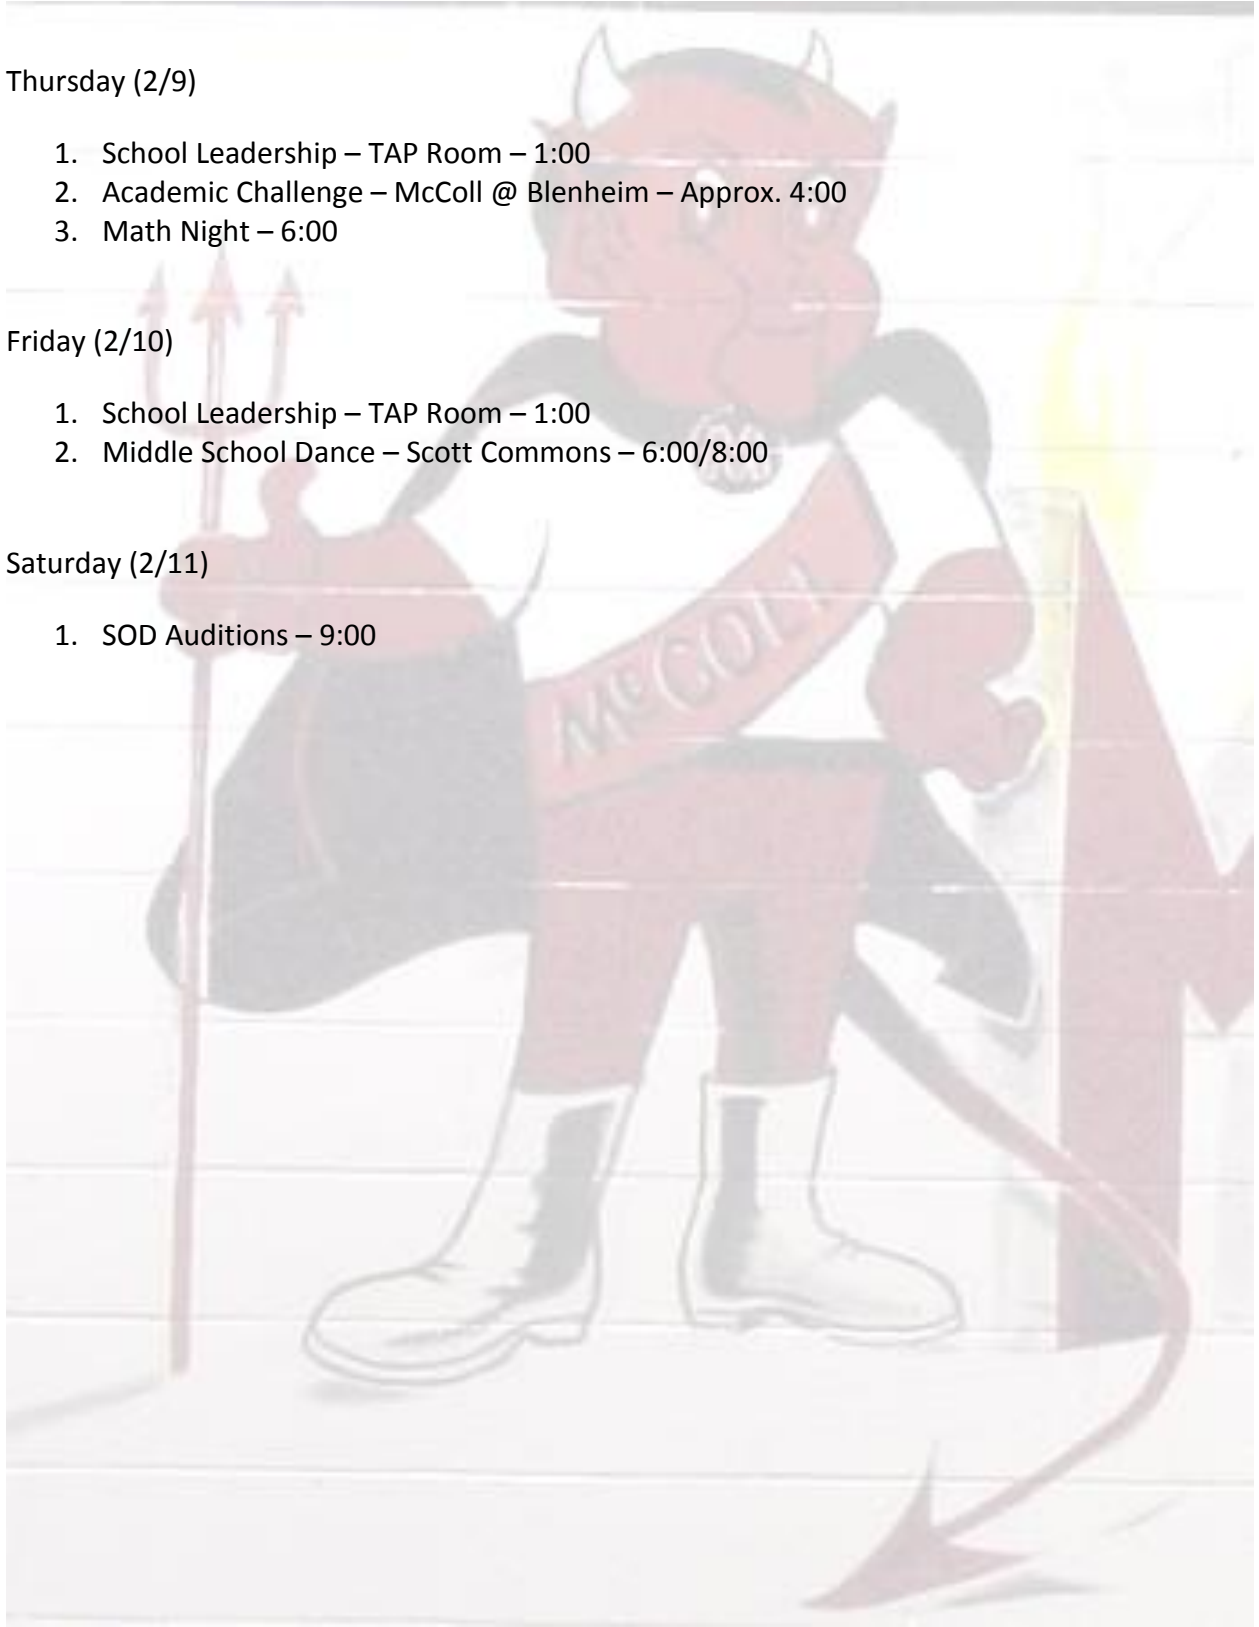 Thursday (2/9)
1. School Leadership – TAP Room – 1:00
2. Academic Challenge – McColl @ Blenheim – Approx. 4:00
3. Math Night – 6:00
Friday (2/10)
1. School Leadership – TAP Room – 1:00
2. Middle School Dance – Scott Commons – 6:00/8:00
Saturday (2/11)
1. SOD Auditions – 9:00
McCOLL
M